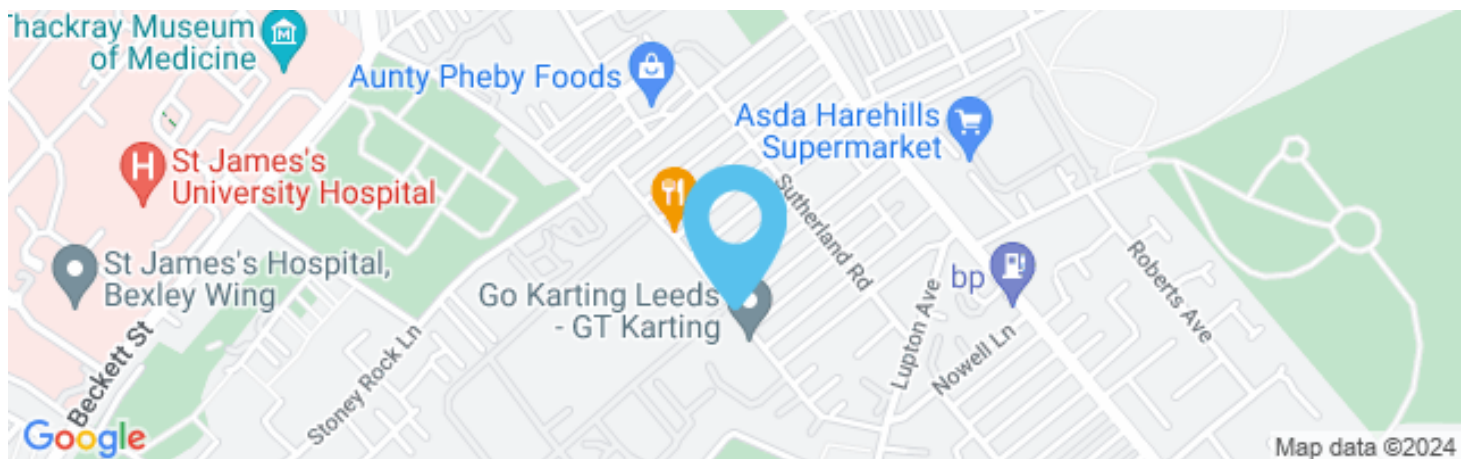 Thackray Museum
of Medicine
Aunty Pheby Foods
Asda Harehills
Supermarket
H
St James's
University Hospital
Sutherland Rd
St James's Hospital,
Bexley Wing
Go Karting Leeds
- GT Karting
bp
Roberts Ave
Lupton Ave
Nowell Ln
Beckett St
Stoney Rock Ln
Google
Map data ©2024